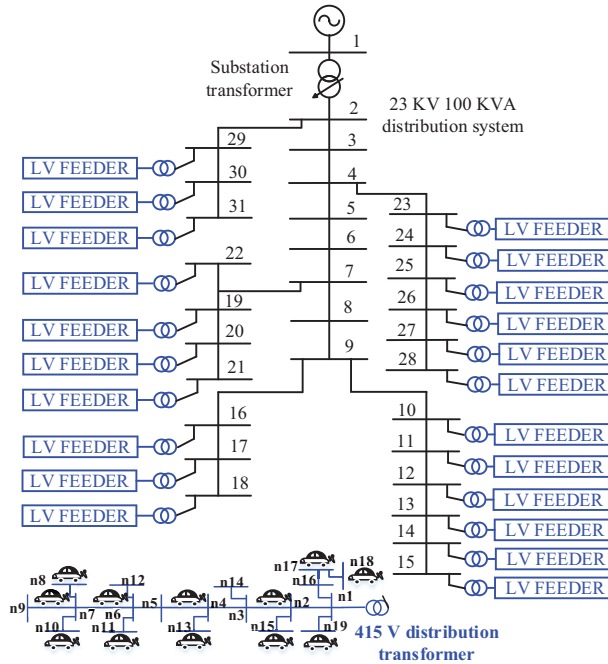 1
Substation
transformer
2
23 KV 100 KVA
distribution system
29
3
LV FEEDER
30
4
LV FEEDER
31
5
23
LV FEEDER
LV FEEDER
24
6
LV FEEDER
22
25
7
LV FEEDER
LV FEEDER
19
26
8
LV FEEDER
LV FEEDER
20
27
9
LV FEEDER
LV FEEDER
21
28
LV FEEDER
LV FEEDER
16
10
LV FEEDER
LV FEEDER
17
11
LV FEEDER
LV FEEDER
18
12
LV FEEDER
LV FEEDER
13
LV FEEDER
14
LV FEEDER
15
LV FEEDER
n17
n18
n8
n12
n14
n16
n9
n7
n6
n5
n4
n3
n2
n1
n10
n11
n13
n15
n19
415 V distribution
transformer